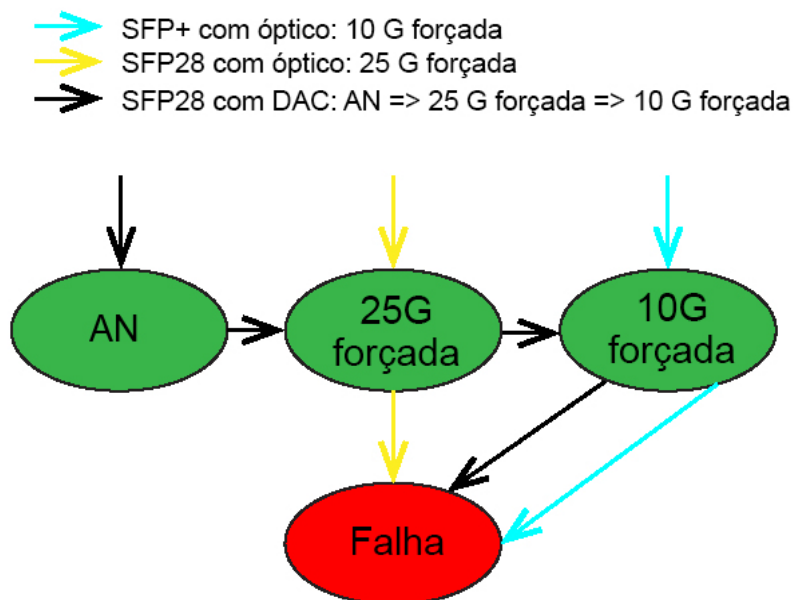 SFP+ com óptico: 10 G forçada
SFP28 com óptico: 25 G forçada
SFP28 com DAC: AN => 25 G forçada => 10 G forçada
AN
25G
forçada
10G
forçada
Falha